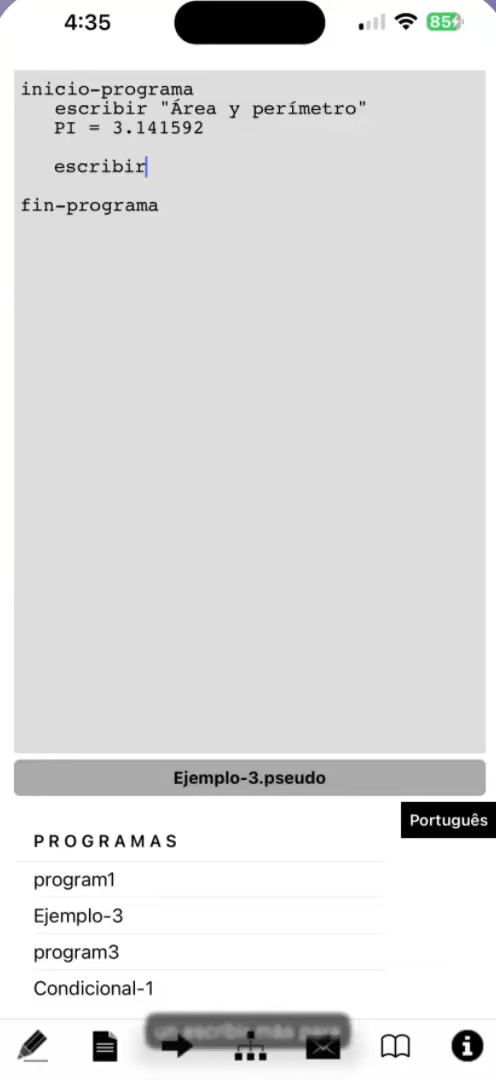 4:35
85
inicio-programa
escribir "Área y perímetro"
PI = 3.141592
escribir
fin-programa
Ejemplo-3.pseudo
Português
PROGRAMAS
program1
Ejemplo-3
program3
Condicional-1